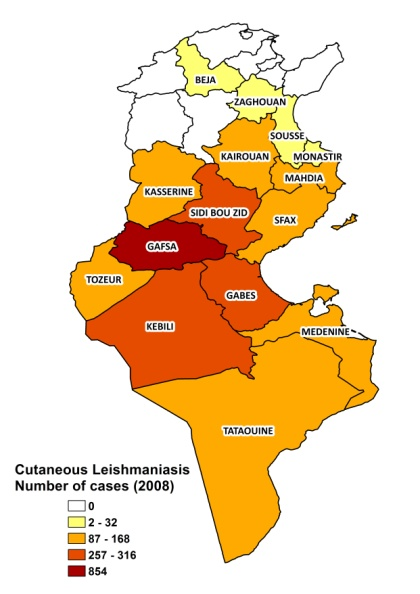 BEJA
ZAGHOUAN
SOUSSE
MONASTIR
KAIROUAN
MAHDIA
KASSERINE
SIDI BOU ZID
SFAX
GAFSA
TOZEUR
GABES
KEBILI
MEDENINE
TATAOUINE
Cutaneous Leishmaniasis
Number of cases (2008)
0
2 - 32
87 - 168
257 - 316
854